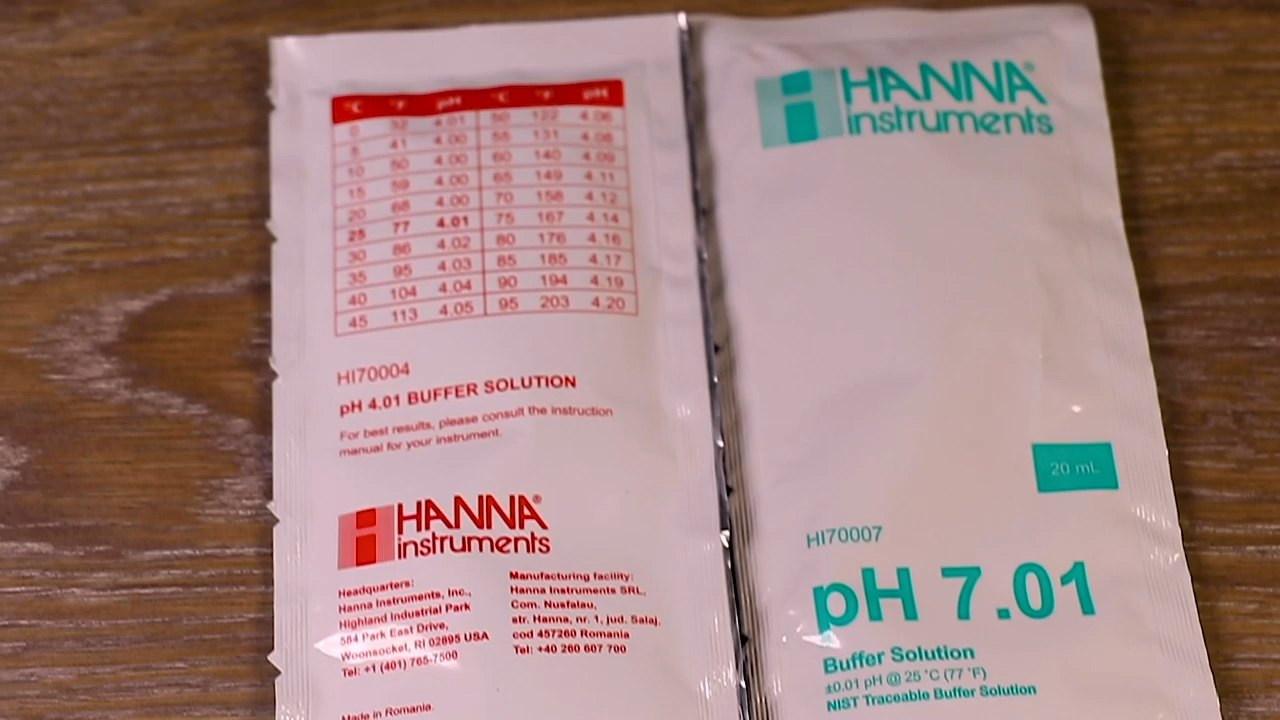 °C °F pH °C °F pH
0 32 4.01 50 122 4.06
5 41 4.00 55 131 4.08
10 50 4.00 60 140 4.09
15 59 4.00 65 149 4.11
20 68 4.00 70 158 4.12
25 77 4.01 75 167 4.14
30 86 4.02 80 176 4.16
35 95 4.03 85 185 4.17
40 104 4.04 90 194 4.19
45 113 4.05 95 203 4.20
HI70004
pH 4.01 BUFFER SOLUTION
For best results, please consult the instruction
manual for your instrument.
HANNA®
instruments
Headquarters:
Hanna Instruments, Inc.,
Highland Industrial Park
584 Park East Drive,
Woonsocket, RI 02895 USA
Tel: +1 (401) 765-7500
Manufacturing facility:
Hanna Instruments SRL,
Com. Nusfalau,
str. Hanna, nr. 1, jud. Salaj,
cod 457260 Romania
Tel: +40 260 607 700
Made in Romania.
HANNA®
instruments
20 mL
HI70007
pH 7.01
Buffer Solution
±0.01 pH @ 25 °C (77 °F)
NIST Traceable Buffer Solution